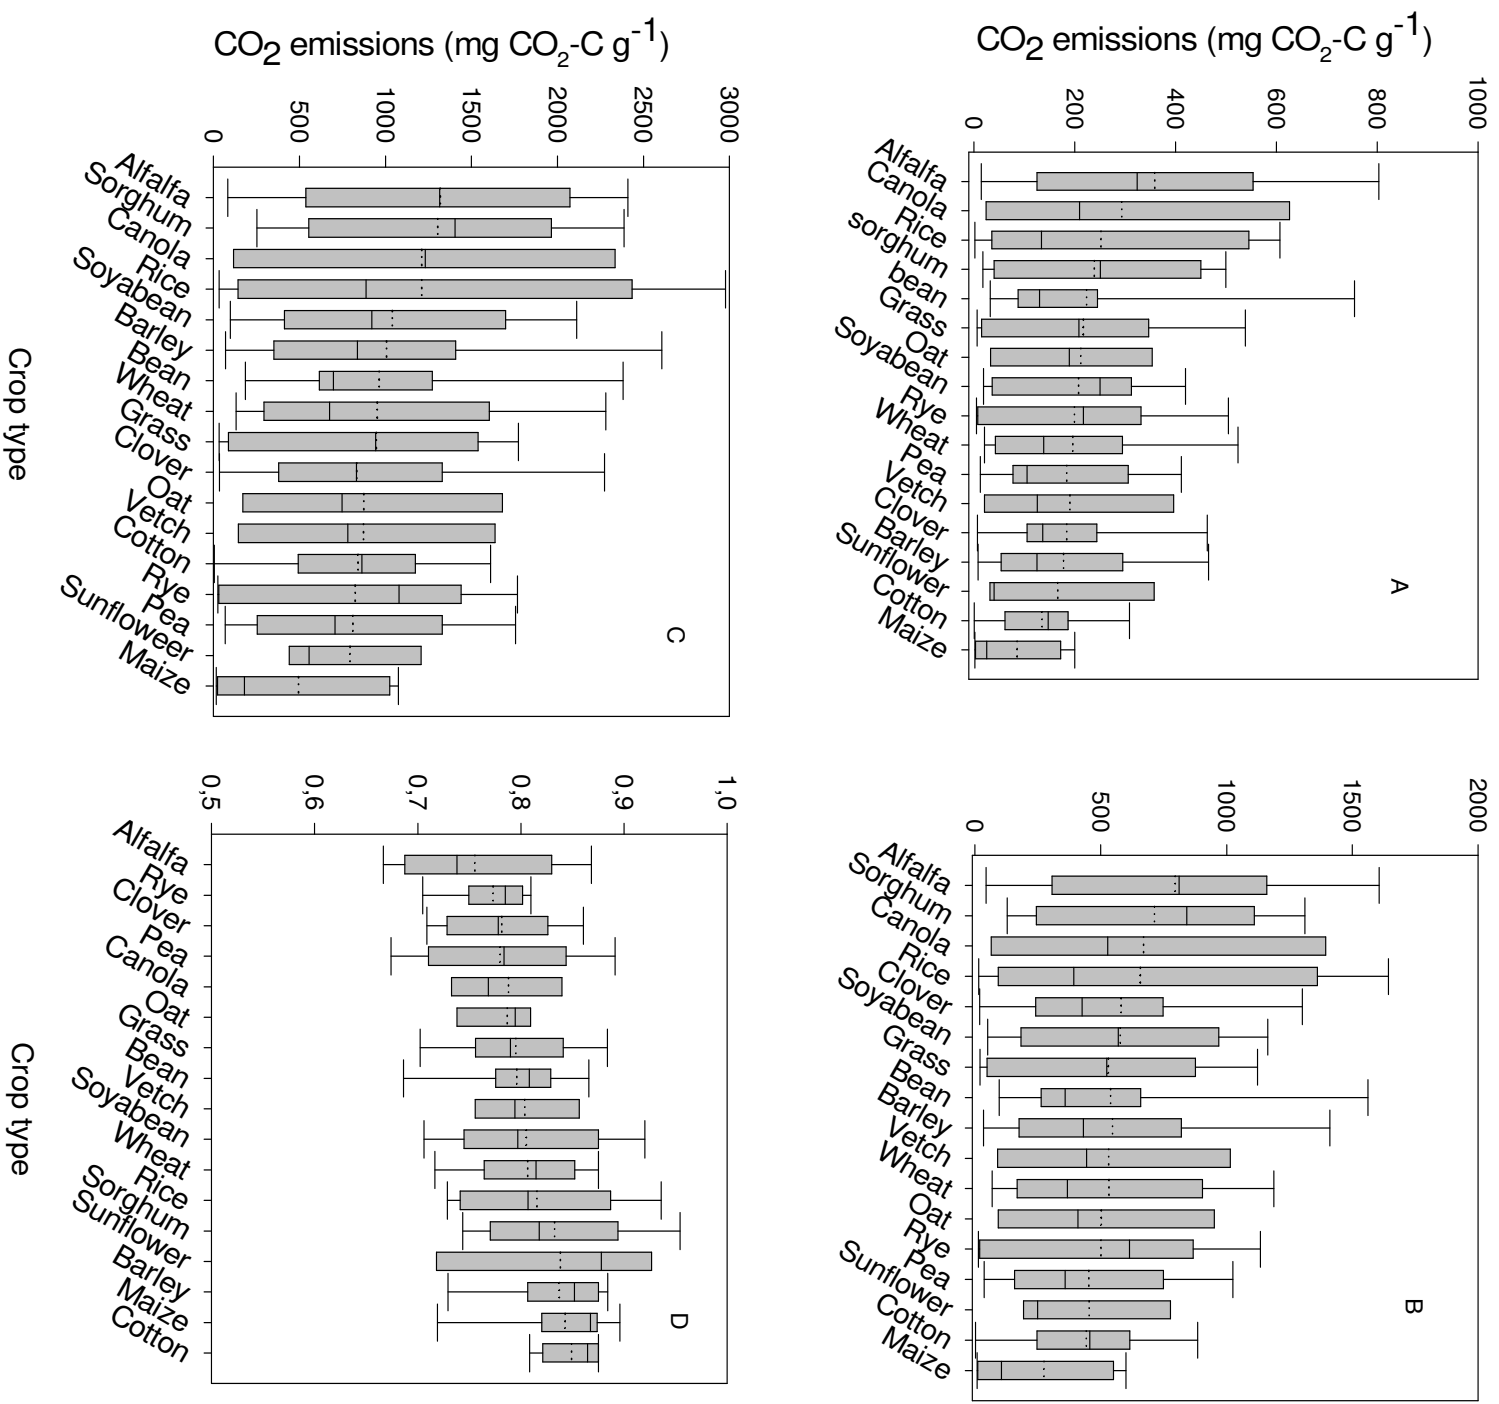 CO2 emissions (mg CO2-C g-1)
1000
800
600
400
200
0
A
Alfalfa
Canola
Rice
sorghum
bean
Grass
Oat
Soyabean
Rye
Wheat
Pea
Vetch
Clover
Barley
Sunflower
Cotton
Maize
2000
1500
1000
500
0
B
Alfalfa
Sorghum
Canola
Rice
Clover
Soyabean
Grass
Bean
Barley
Vetch
Wheat
Oat
Rye
Pea
Sunflower
Cotton
Maize
CO2 emissions (mg CO2-C g-1)
3000
2500
2000
1500
1000
500
0
C
Alfalfa
Sorghum
Canola
Rice
Soyabean
Barley
Bean
Wheat
Grass
Clover
Oat
Vetch
Cotton
Rye
Pea
Sunfloweer
Maize
Crop type
1,0
0,9
0,8
0,7
0,6
0,5
D
Alfalfa
Rye
Clover
Pea
Canola
Oat
Grass
Bean
Vetch
Soyabean
Wheat
Rice
Sorghum
Sunflower
Barley
Maize
Cotton
Crop type